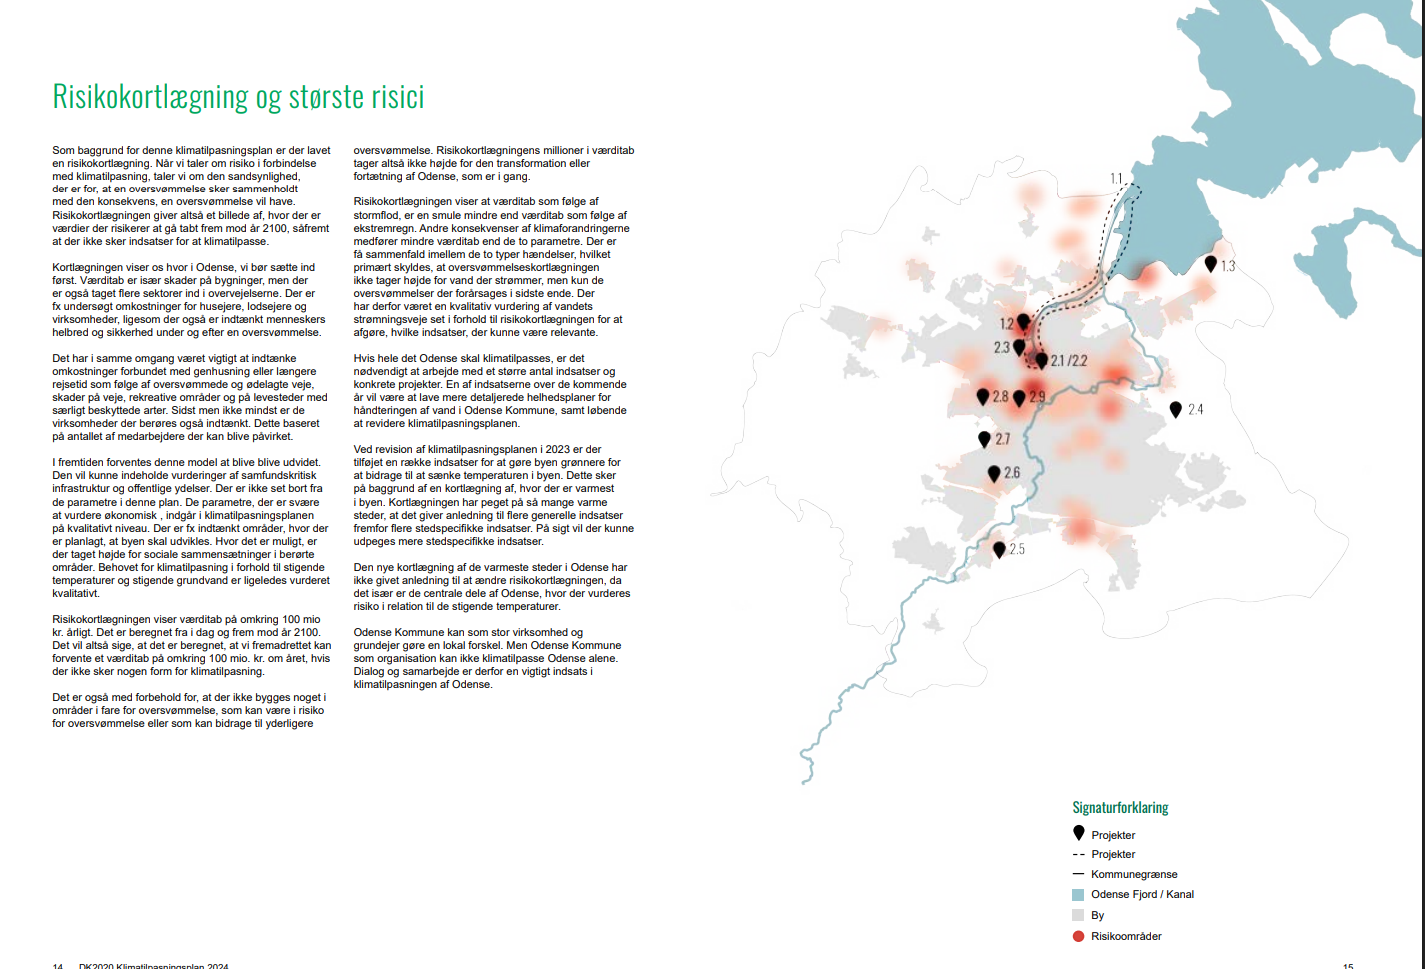 Risikokortlægning og største risici
Som baggrund for denne klimatilpasningsplan er der lavet
en risikokortlægning. Når vi taler om risiko i forbindelse
med klimatilpasning, taler vi om den sandsynlighed,
der er for, at en oversvømmelse sker sammenholdt
med den konsekvens, en oversvømmelse vil have.
Risikokortlægningen giver altså et billede af, hvor der er
værdier der risikerer at gå tabt frem mod år 2100, såfremt
at der ikke sker indsatser for at klimatilpasse.
Kortlægningen viser os hvor i Odense, vi bør sætte ind
først. Værditab er især skader på bygninger, men der
er også taget flere sektorer ind i overvejelserne. Der er
fx undersøgt omkostninger for husejere, lodsejere og
virksomheder, ligesom der også er indtænkt menneskers
helbred og sikkerhed under og efter en oversvømmelse.
Det har i samme omgang været vigtigt at indtænke
omkostninger forbundet med genhusning eller længere
rejsetid som følge af oversvømmede og ødelagte veje,
skader på veje, rekreative områder og på levesteder med
særligt beskyttede arter. Sidst men ikke mindst er de
virksomheder der berøres også indtænkt. Dette baseret
på antallet af medarbejdere der kan blive påvirket.
I fremtiden forventes denne model at blive blive udvidet.
Den vil kunne indeholde vurderinger af samfundskritisk
infrastruktur og offentlige ydelser. Der er ikke set bort fra
de parametre i denne plan. De parametre, der er svære
at vurdere økonomisk , indgår i klimatilpasningsplanen
på kvalitativt niveau. Der er fx indtænkt områder, hvor der
er planlagt, at byen skal udvikles. Hvor det er muligt, er
der taget højde for sociale sammensætninger i berørte
områder. Behovet for klimatilpasning i forhold til stigende
temperaturer og stigende grundvand er ligeledes vurderet
kvalitativt.
Risikokortlægningen viser værditab på omkring 100 mio
kr. årligt. Det er beregnet fra i dag og frem mod år 2100.
Det vil altså sige, at det er beregnet, at vi fremadrettet kan
forvente et værditab på omkring 100 mio. kr. om året, hvis
der ikke sker nogen form for klimatilpasning.
Det er også med forbehold for, at der ikke bygges noget i
områder i fare for oversvømmelse, som kan være i risiko
for oversvømmelse eller som kan bidrage til yderligere
oversvømmelse. Risikokortlægningens millioner i værditab
tager altså ikke højde for den transformation eller
fortætning af Odense, som er i gang.
Risikokortlægningen viser at værditab som følge af
stormflod, er en smule mindre end værditab som følge af
ekstremregn. Andre konsekvenser af klimaforandringerne
medfører mindre værditab end de to parametre. Der er
få sammenfald imellem de to typer hændelser, hvilket
primært skyldes, at oversvømmelseskortlægningen
ikke tager højde for vand der strømmer, men kun de
oversvømmelser der forårsages i sidste ende. Der
har derfor været en kvalitativ vurdering af vandets
strømningsveje set i forhold til risikokortlægningen for at
afgøre, hvilke indsatser, der kunne være relevante.
Hvis hele det Odense skal klimatilpasses, er det
nødvendigt at arbejde med et større antal indsatser og
konkrete projekter. En af indsatserne over de kommende
år vil være at lave mere detaljerede helhedsplaner for
håndteringen af vand i Odense Kommune, samt løbende
at revidere klimatilpasningsplanen.
Ved revision af klimatilpasningsplanen i 2023 er der
tilføjet en række indsatser for at gøre byen grønnere for
at bidrage til at sænke temperaturen i byen. Dette sker
på baggrund af en kortlægning af, hvor der er varmest
i byen. Kortlægningen har peget på så mange varme
steder, at det giver anledning til flere generelle indsatser
fremfor flere stedspecifikke indsatser. På sigt vil der kunne
udpeges mere stedspecifikke indsatser.
Den nye kortlægning af de varmeste steder i Odense har
ikke givet anledning til at ændre risikokortlægningen, da
det især er de centrale dele af Odense, hvor der vurderes
risiko i relation til de stigende temperaturer.
Odense Kommune kan som stor virksomhed og
grundejer gøre en lokal forskel. Men Odense Kommune
som organisation kan ikke klimatilpasse Odense alene.
Dialog og samarbejde er derfor en vigtigt indsats i
klimatilpasningen af Odense.
1.1
1.3
1.2
2.3
2.1 /2.2
2.8
2.9
2.4
2.7
2.6
2.5
Signaturforklaring
Projekter
Projekter
Kommunegrænse
Odense Fjord / Kanal
By
Risikoområder
14 DK2020 Klimatilpasningsplan 2024
15